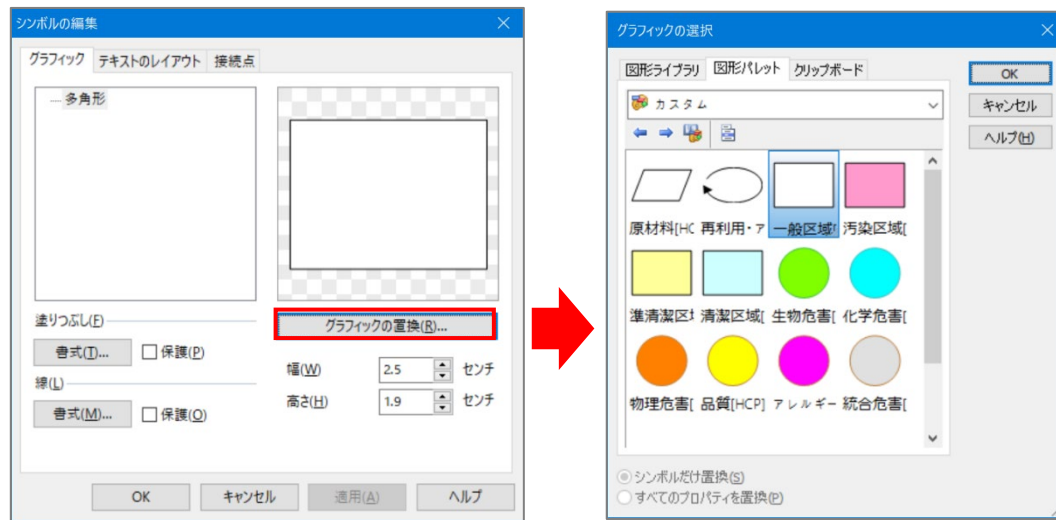 シンボルの編集
グラフィック テキストのレイアウト 接続点
多角形
塗りつぶし(F)
書式(T)... 保護(P)
線(L)
書式(M)... 保護(O)
グラフィックの置換(R)...
幅(W) 2.5 センチ
高さ(H) 1.9 センチ
OK キャンセル 適用(A) ヘルプ
グラフィックの選択
図形ライブラリ 図形パレット クリップボード
カスタム
原材料[HC 再利用・ア 一般区域[ 汚染区域[
準清潔区 清潔区域[ 生物危害[ 化学危害[
物理危害[ 品質[HCP] アレルギー 統合危害[
シンボルだけ置換(S)
すべてのプロパティを置換(P)
OK
キャンセル
ヘルプ(H)